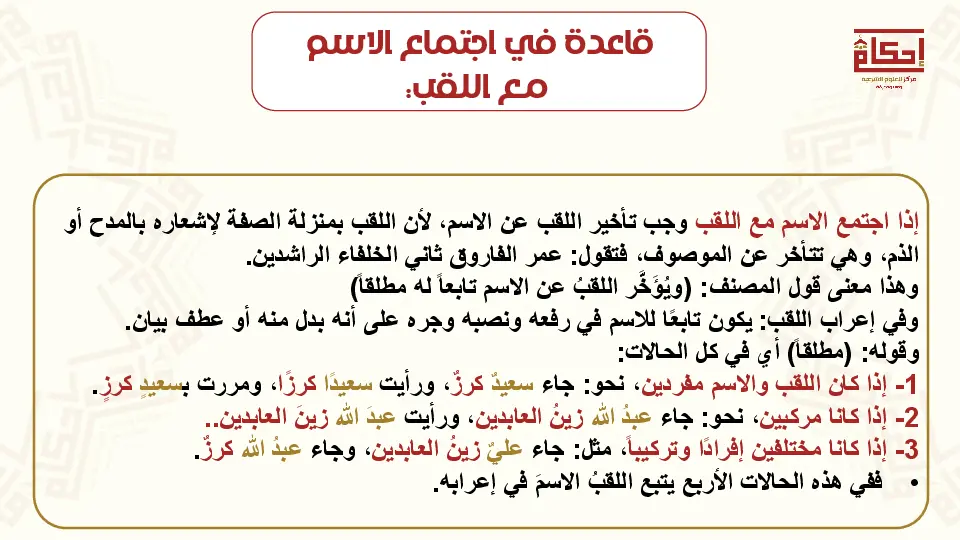 قاعدة في اجتماع الاسم
مع اللقب:
إحكام
مركز للعلوم الشرعية
إذا اجتمع الاسم مع اللقب وجب تأخير اللقب عن الاسم، لأن اللقب بمنزلة الصفة لإشعاره بالمدح أو
الذم، وهي تتأخر عن الموصوف، فتقول: عمر الفاروق ثاني الخلفاء الراشدين.
وهذا معنى قول المصنف: (ويُؤَخَّر اللقبُ عن الاسم تابعاً له مطلقاً)
وفي إعراب اللقب: يكون تابعًا للاسم في رفعه ونصبه وجره على أنه بدل منه أو عطف بيان.
وقوله: (مطلقاً) أي في كل الحالات:
1- إذا كان اللقب والاسم مفردين، نحو: جاء سعيدٌ كرزٌ، ورأيت سعيدًا كرزًا، ومررت بسعيدٍ كرزٍ.
2- إذا كانا مركبين، نحو: جاء عبدُ الله زينُ العابدين، ورأيت عبدَ الله زينَ العابدين..
3- إذا كانا مختلفين إفرادًا وتركيباً، مثل: جاء عليٌ زينُ العابدين، وجاء عبدُ الله كرزٌ.
• ففي هذه الحالات الأربع يتبع اللقبُ الاسمَ في إعرابه.